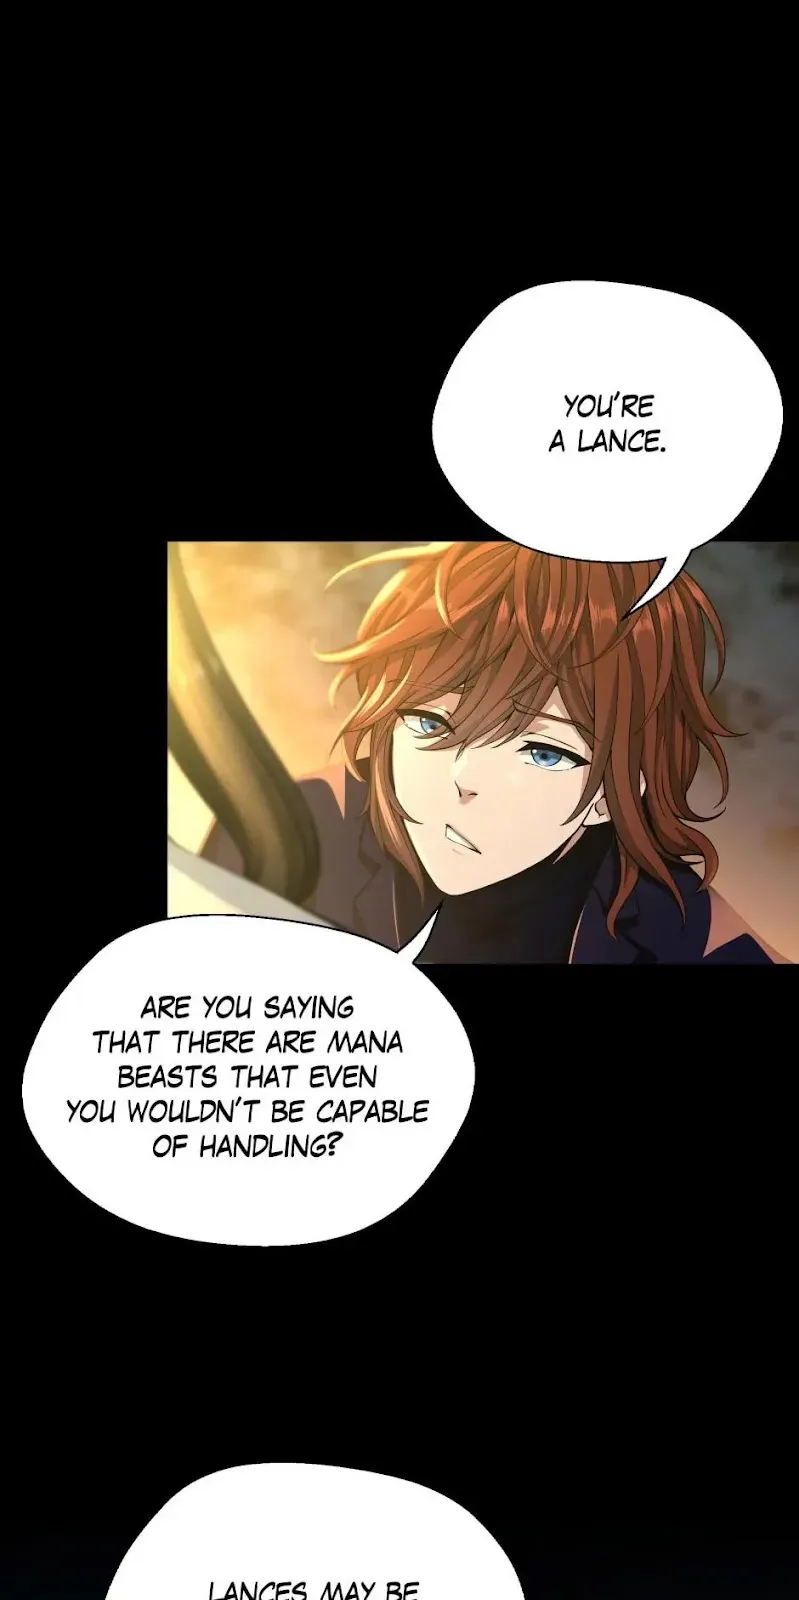 YOU'RE
A LANCE.
ARE YOU SAYING
THAT THERE ARE MANA
BEASTS THAT EVEN
YOU WOULDN'T BE CAPABLE
OF HANDLING?
LANCES MAY BE